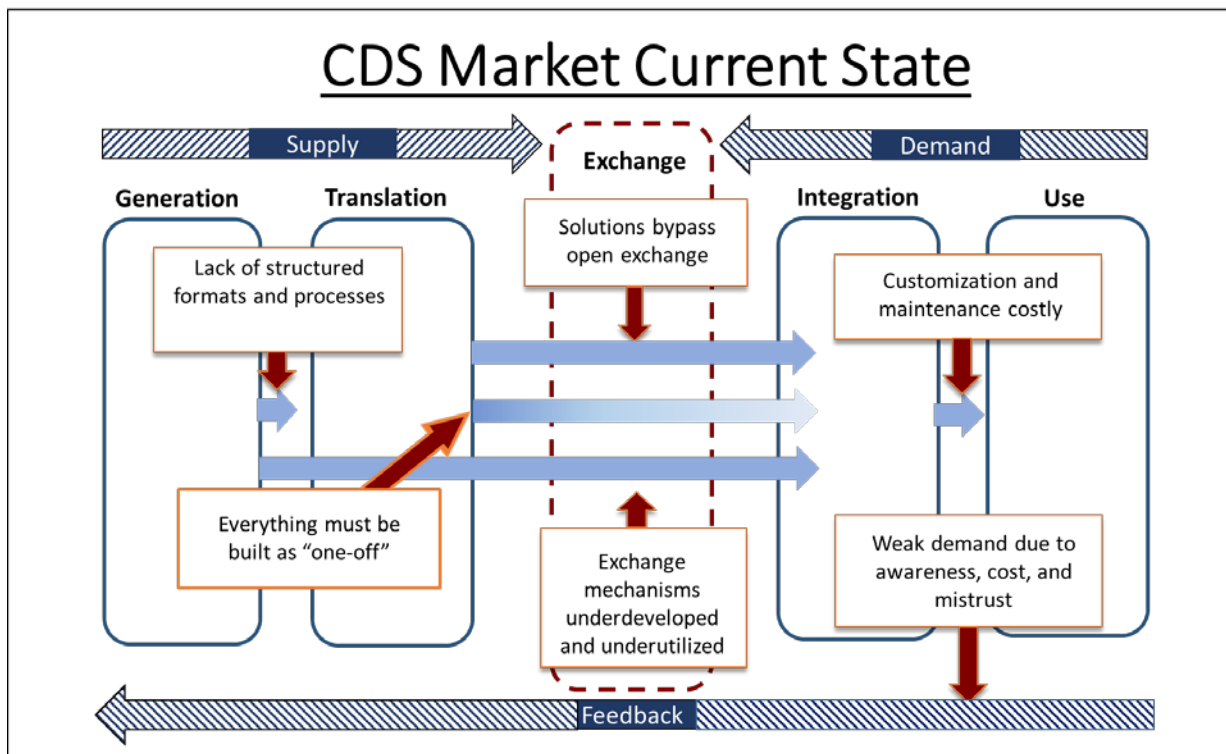 CDS Market Current State
Supply
Demand
Exchange
Generation
Translation
Integration
Use
Solutions bypass
open exchange
Lack of structured
formats and processes
Customization and
maintenance costly
Everything must be
built as “one-off”
Exchange
mechanisms
underdeveloped
and underutilized
Weak demand due to
awareness, cost, and
mistrust
Feedback